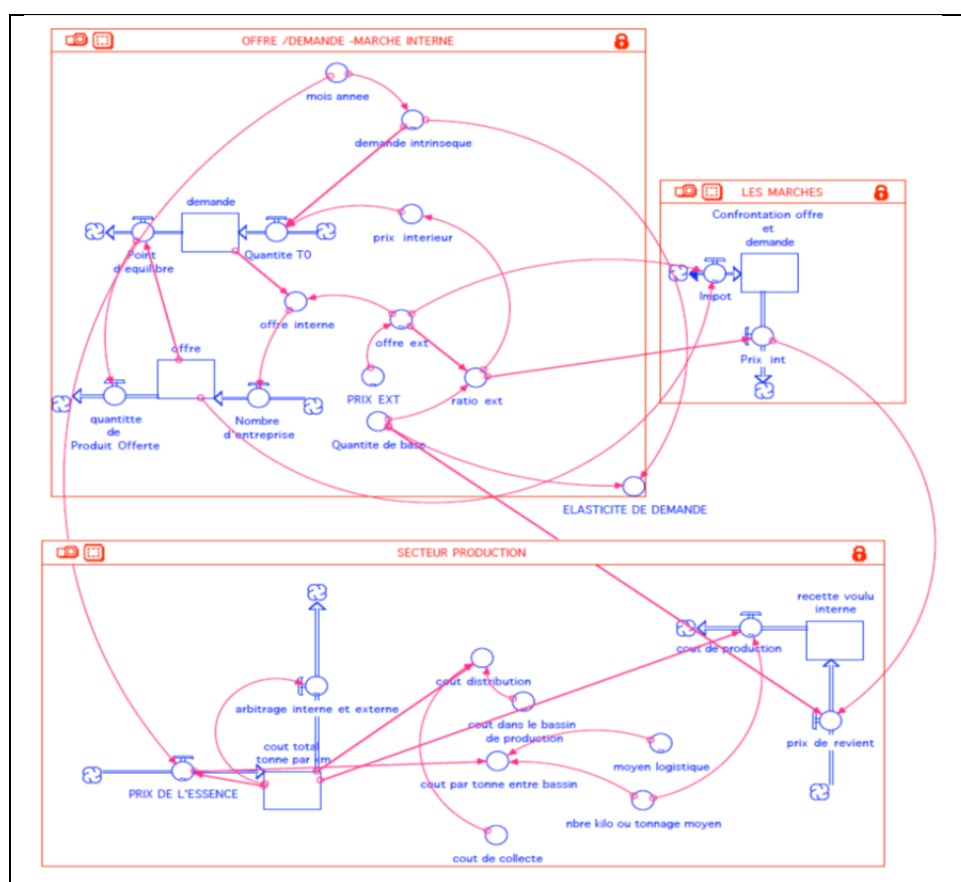 OFFRE /DEMANDE -MARCHE INTERNE
mois annee
demande intrinseque
demande
prix interieur
Point
d'equilibre
Quantite TO
offre interne
offre ext
offre
PRIX EXT
ratio ext
quantitte
de
Produit Offerte
Nombre
d'entreprise
Quantite de base
ELASTICITE DE DEMANDE
LES MARCHES
Confrontation offre
et
demande
Impot
Prix int
SECTEUR PRODUCTION
recette voulu
interne
cout de production
cout distribution
arbitrage interne et externe
cout dans le bassin
de production
prix de revient
cout total
tonne par km
moyen logistique
PRIX DE L'ESSENCE
cout par tonne entre bassin
nbre kilo ou tonnage moyen
cout de collecte